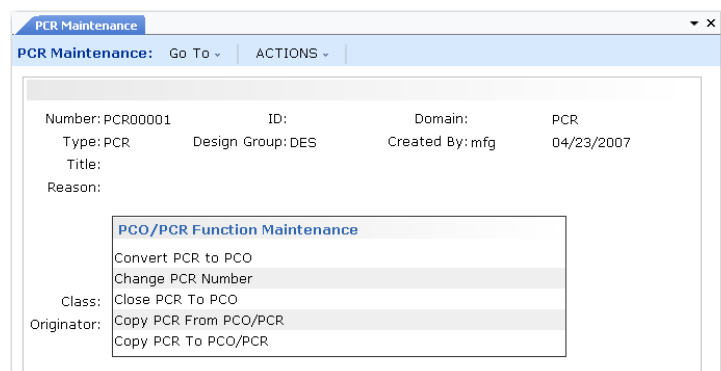 PCR Maintenance
PCR Maintenance: Go To ACTIONS
Number: PCR00001 ID: Domain: PCR
Type: PCR Design Group: DES Created By: mfg 04/23/2007
Title:
Reason:
PCO/PCR Function Maintenance
Convert PCR to PCO
Change PCR Number
Class: Close PCR To PCO
Originator: Copy PCR From PCO/PCR
Copy PCR To PCO/PCR